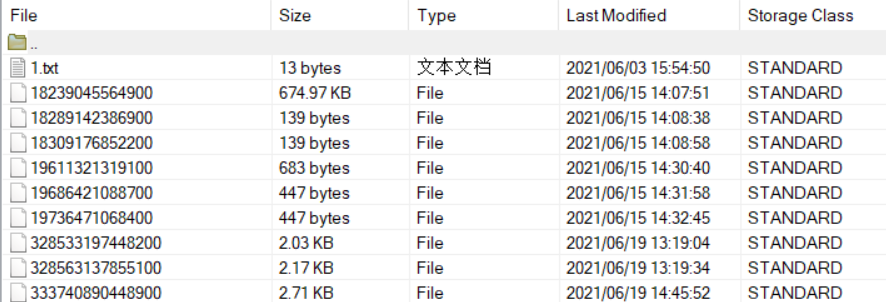 File Size Type Last Modified Storage Class
..
1.txt 13 bytes 文本文档 2021/06/03 15:54:50 STANDARD
18239045564900 674.97 KB File 2021/06/15 14:07:51 STANDARD
18289142386900 139 bytes File 2021/06/15 14:08:38 STANDARD
18309176852200 139 bytes File 2021/06/15 14:08:58 STANDARD
19611321319100 683 bytes File 2021/06/15 14:30:40 STANDARD
19686421088700 447 bytes File 2021/06/15 14:31:58 STANDARD
19736471068400 447 bytes File 2021/06/15 14:32:45 STANDARD
328533197448200 2.03 KB File 2021/06/19 13:19:04 STANDARD
328563137855100 2.17 KB File 2021/06/19 13:19:34 STANDARD
333740890448900 2.71 KB File 2021/06/19 14:45:52 STANDARD